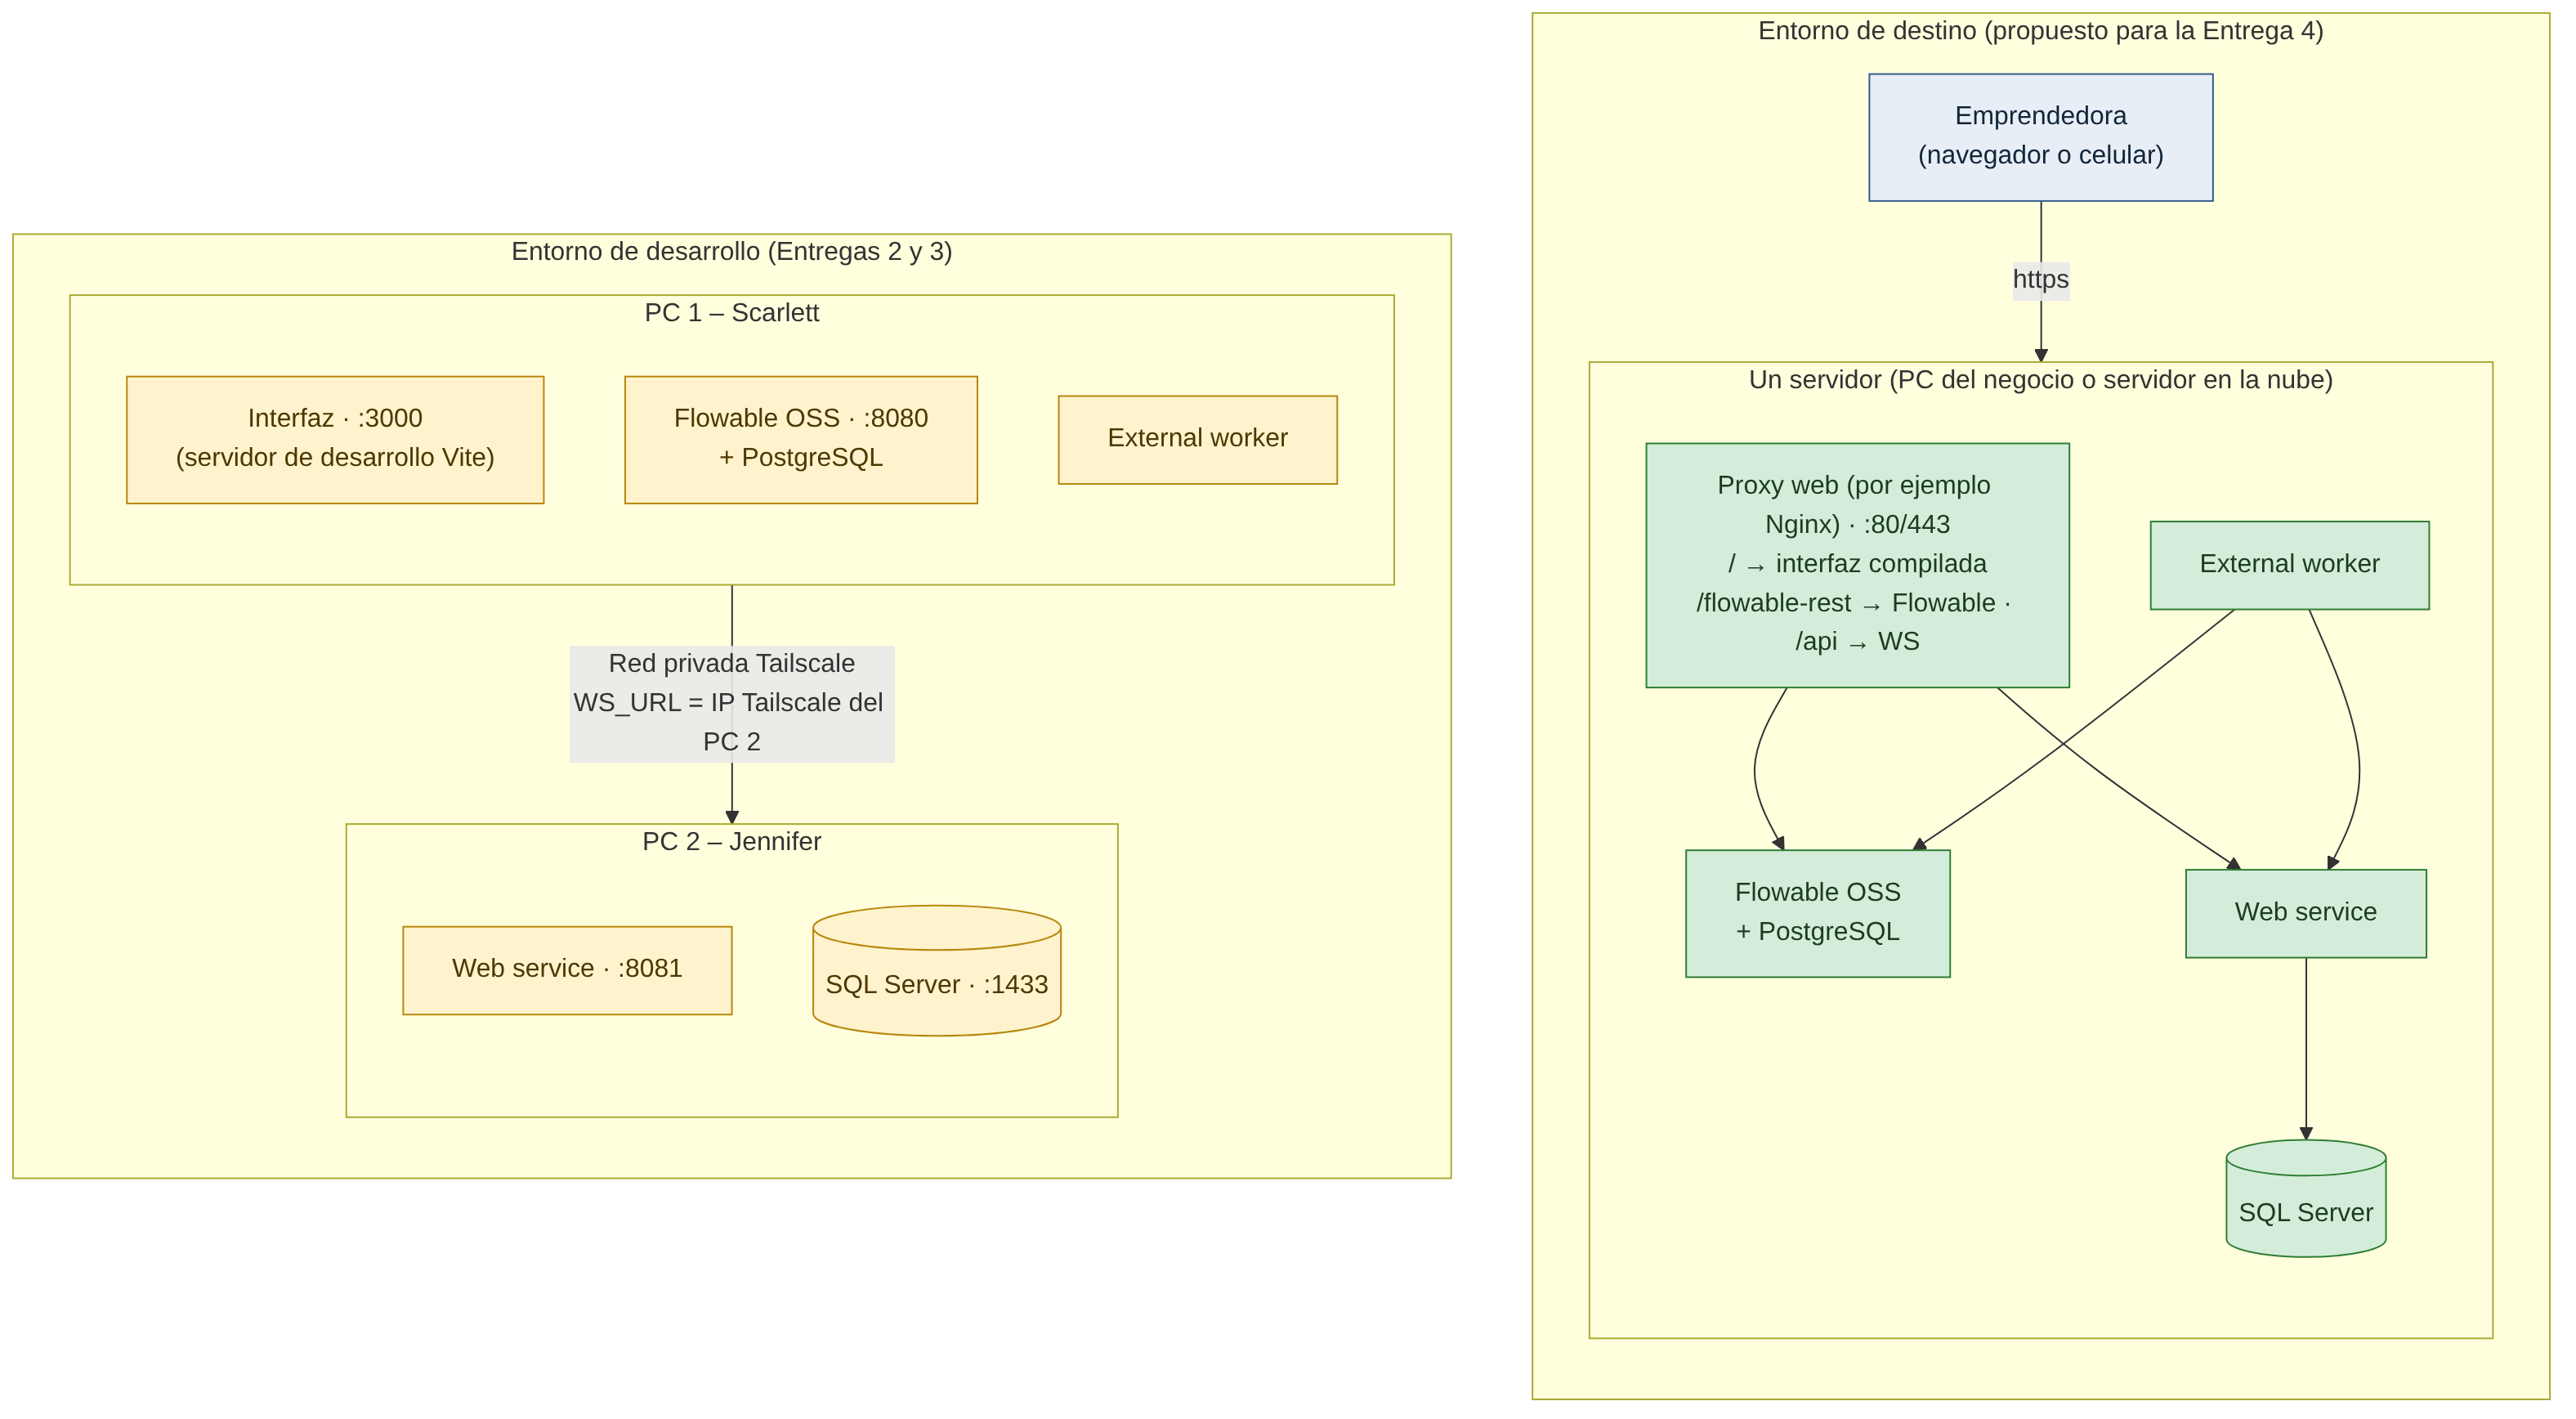 Entorno de desarrollo (Entregas 2 y 3)
PC 1 – Scarlett
Interfaz · :3000
(servidor de desarrollo Vite)
Flowable OSS · :8080
+ PostgreSQL
External worker
Red privada Tailscale
WS_URL = IP Tailscale del
PC 2
PC 2 – Jennifer
Web service · :8081
SQL Server · :1433
Entorno de destino (propuesto para la Entrega 4)
Emprendedora
(navegador o celular)
https
Un servidor (PC del negocio o servidor en la nube)
Proxy web (por ejemplo
Nginx) · :80/443
/ → interfaz compilada
/flowable-rest → Flowable ·
/api → WS
External worker
Flowable OSS
+ PostgreSQL
Web service
SQL Server